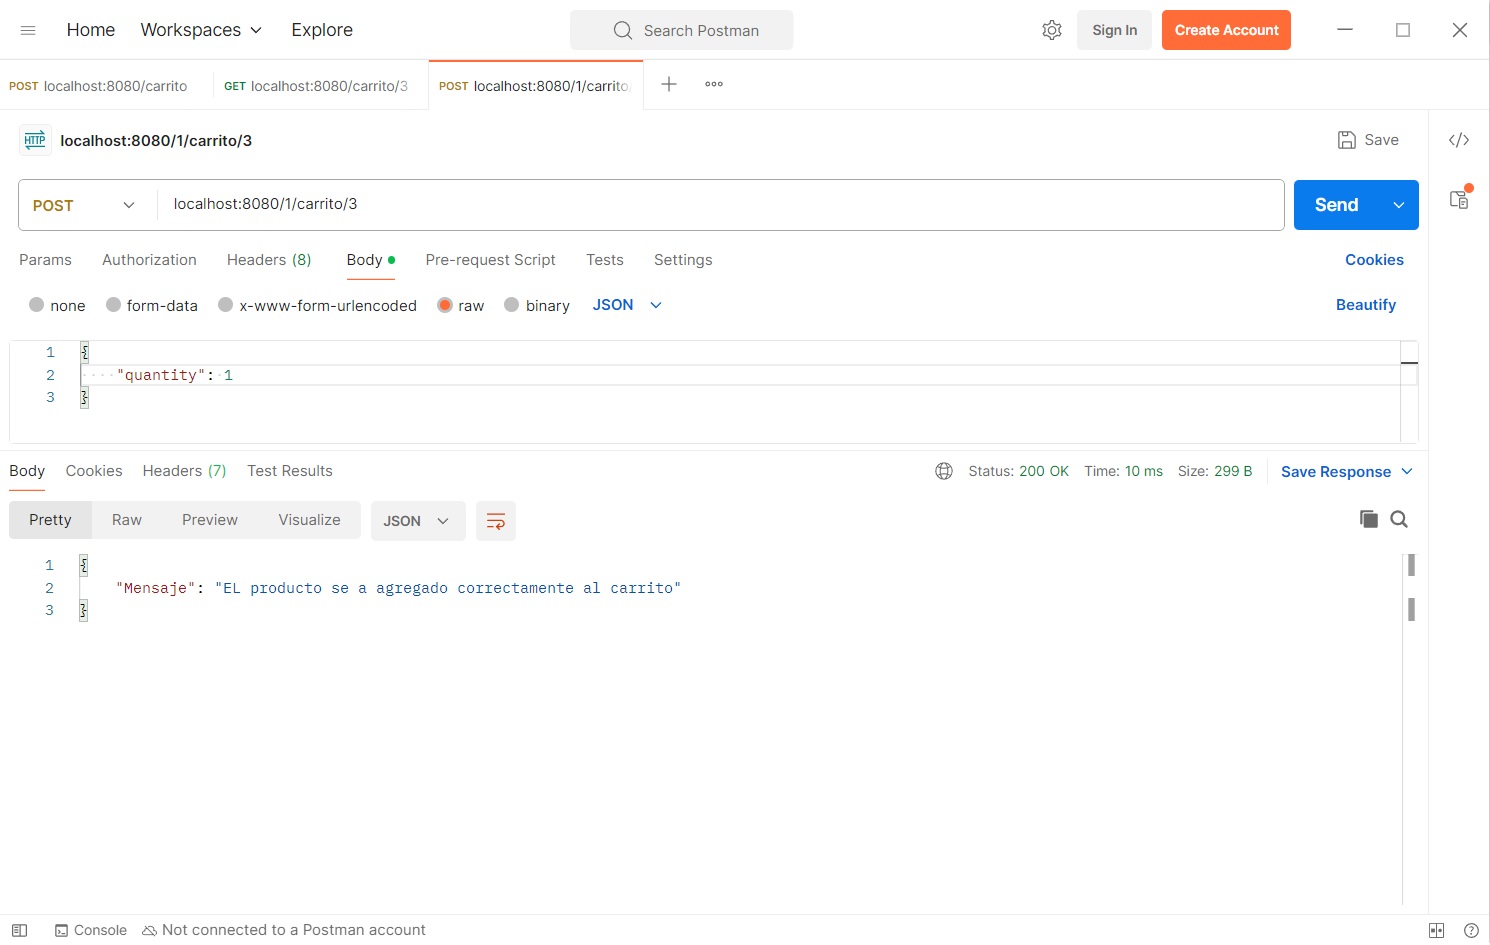 Home Workspaces Explore Search Postman Sign In Create Account
POST localhost:8080/carrito GET localhost:8080/carrito/3 POST localhost:8080/1/carrito
HTTP localhost:8080/1/carrito/3 Save
POST localhost:8080/1/carrito/3 Send
Params Authorization Headers (8) Body Pre-request Script Tests Settings Cookies
none form-data x-www-form-urlencoded raw binary JSON Beautify
1 {
2 "quantity": 1
3 }
Body Cookies Headers (7) Test Results Status: 200 OK Time: 10 ms Size: 299 B Save Response
Pretty Raw Preview Visualize JSON
1 {
2 "Mensaje": "EL producto se a agregado correctamente al carrito"
3 }
Console Not connected to a Postman account